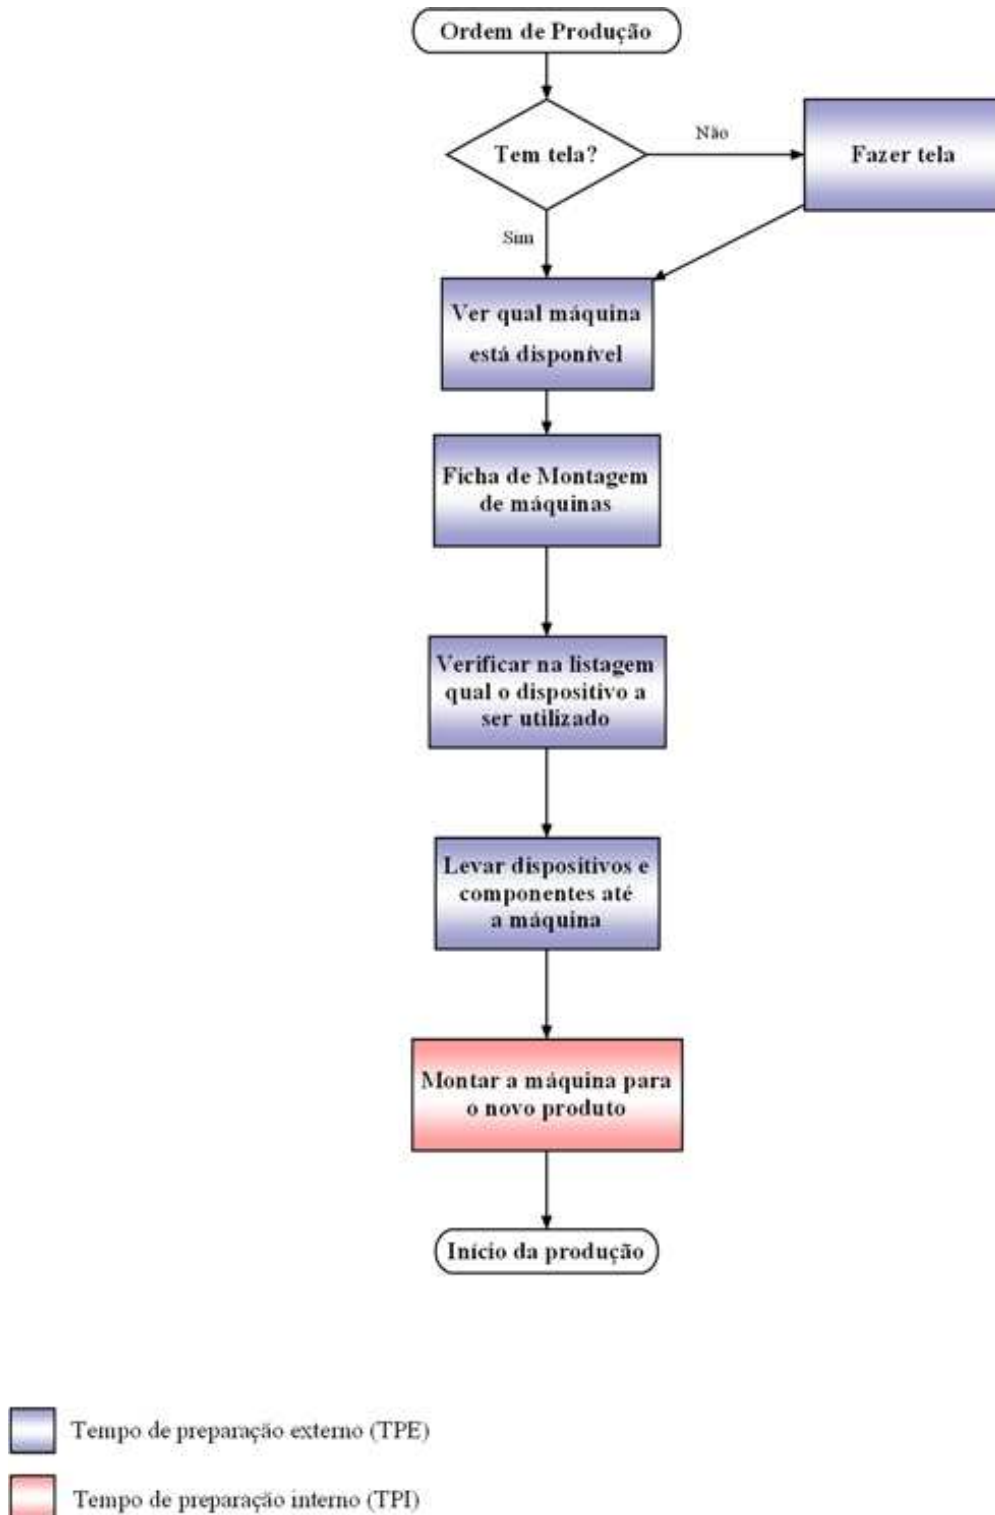 Ordem de Produção
Tem tela?
Não
Fazer tela
Sim
Ver qual máquina
está disponível
Ficha de Montagem
de máquinas
Verificar na listagem
qual o dispositivo a
ser utilizado
Levar dispositivos e
componentes até
a máquina
Montar a máquina para
o novo produto
Início da produção
Tempo de preparação externo (TPE)
Tempo de preparação interno (TPI)